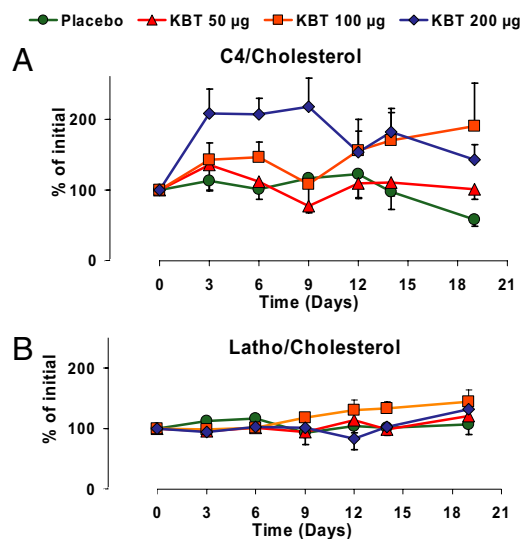 Placebo KBT 50 µg KBT 100 µg KBT 200 µg
A
C4/Cholesterol
% of initial
200
100
0
0 3 6 9 12 15 18 21
Time (Days)
B
Latho/Cholesterol
% of initial
200
100
0
0 3 6 9 12 15 18 21
Time (Days)